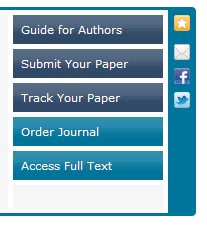 Guide for Authors
Submit Your Paper
Track Your Paper
Order Journal
Access Full Text